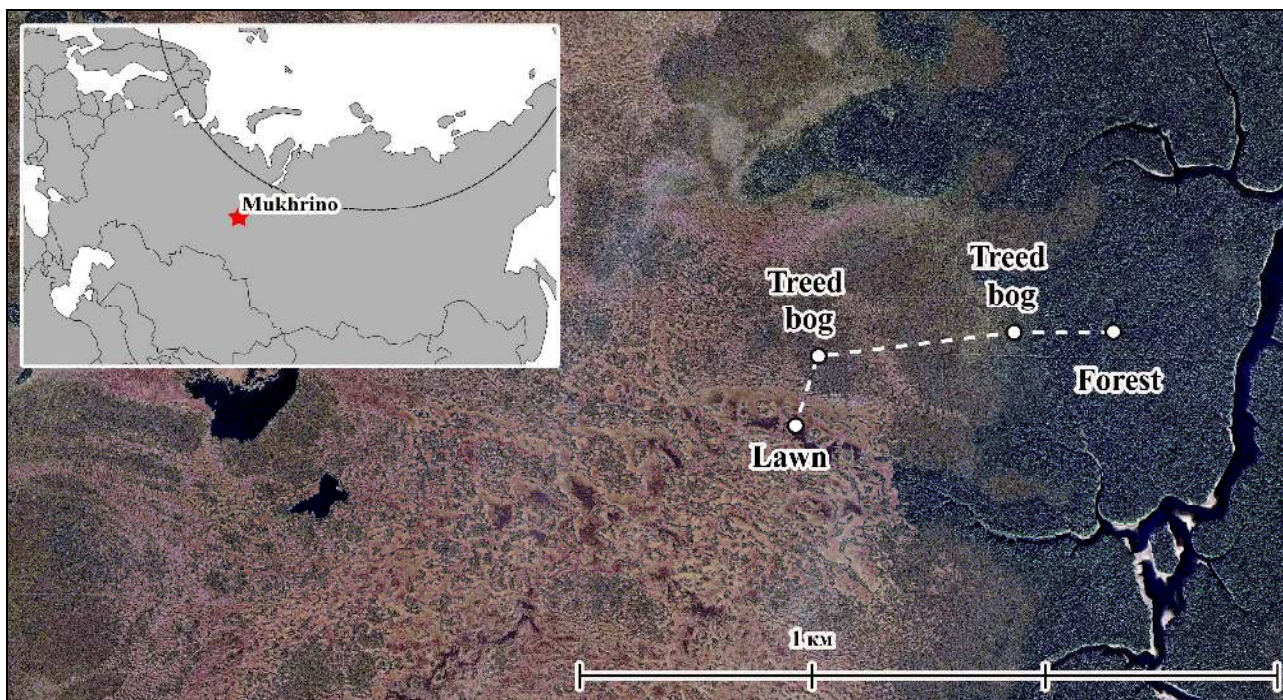 Mukhrino
Treed
bog
Treed
bog
Forest
Lawn
1 км